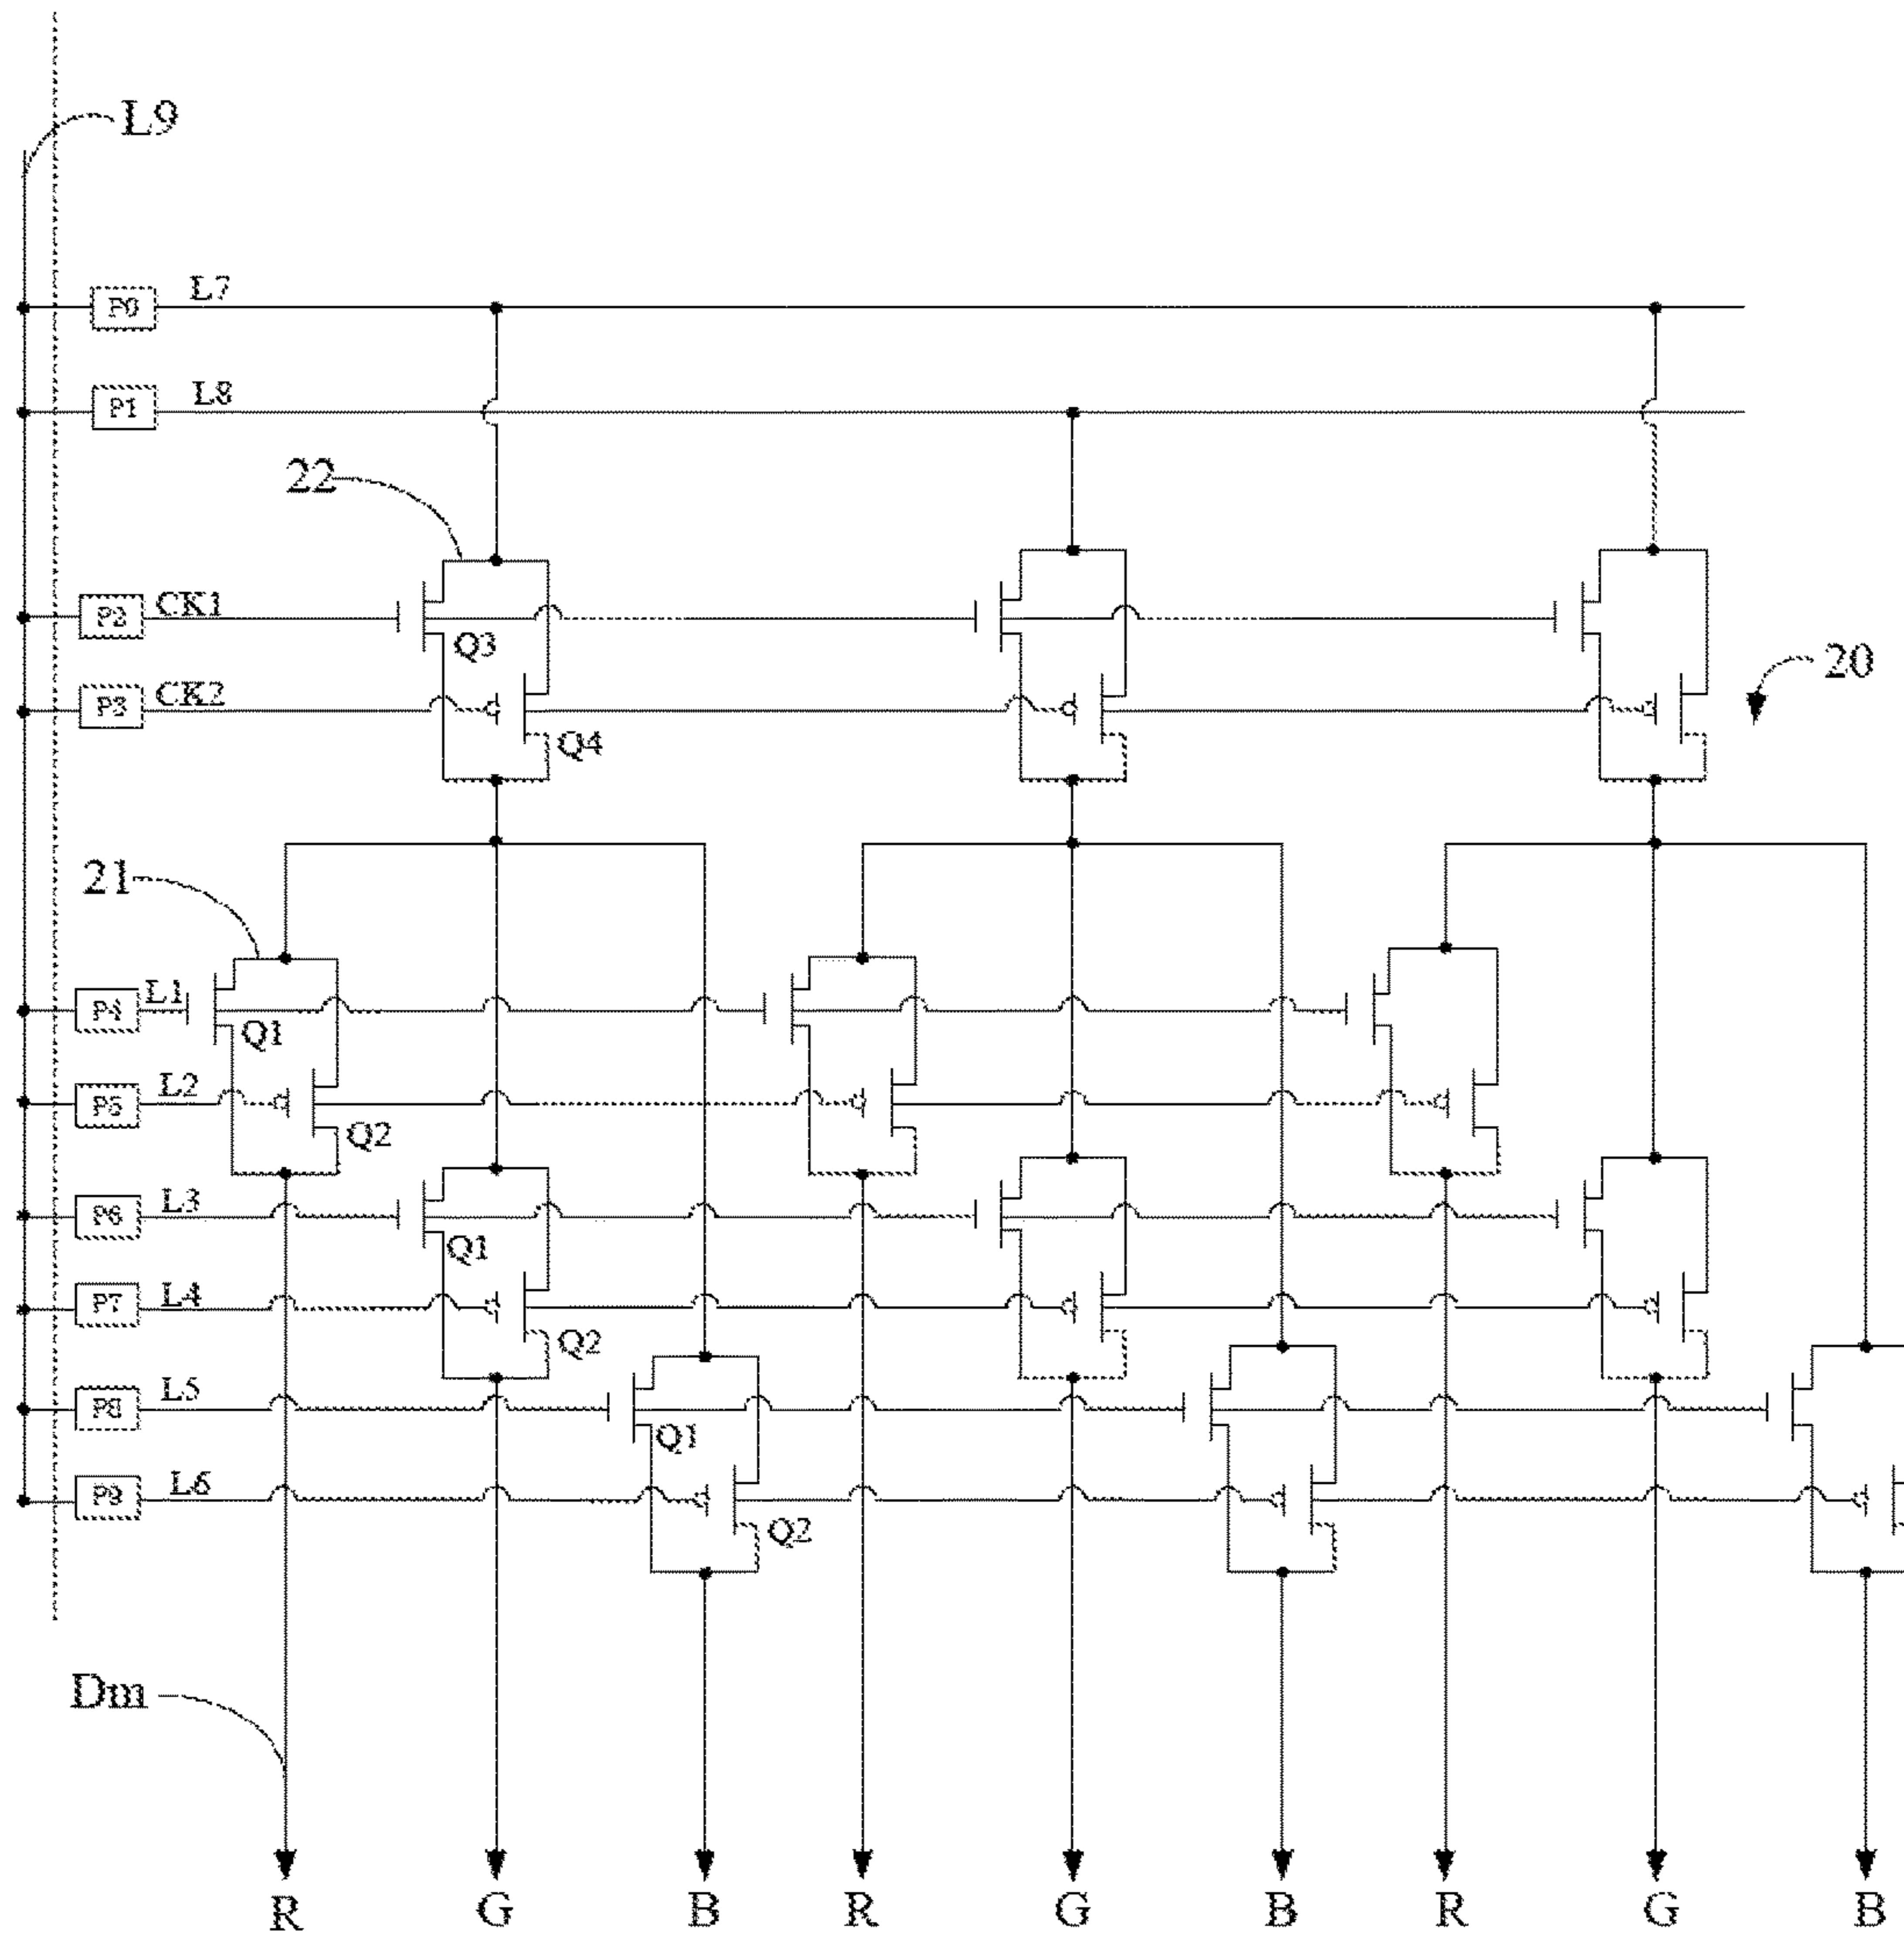 L9
P0 L7
P1 L8
22
P2 CK1
Q3
20
P3 CK2
Q4
21
P4 L1
Q1
P5 L2
Q2
P6 L3
Q1
P7 L4
Q2
P8 L5
Q1
P9 L6
Q2
Dm
R G B R G B R G B